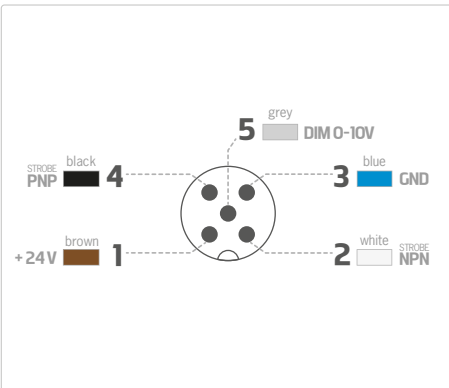 grey
5 DIM 0-10V
STROBE black
PNP 4
blue
3 GND
brown
+24V 1
white STROBE
2 NPN